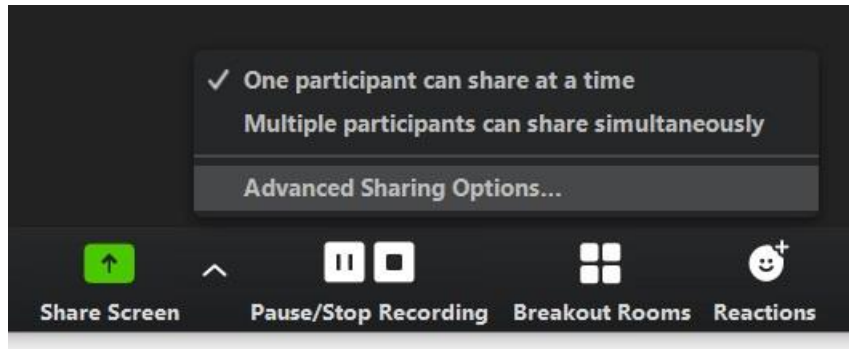 One participant can share at a time
Multiple participants can share simultaneously
Advanced Sharing Options...
Share Screen
Pause/Stop Recording
Breakout Rooms
Reactions